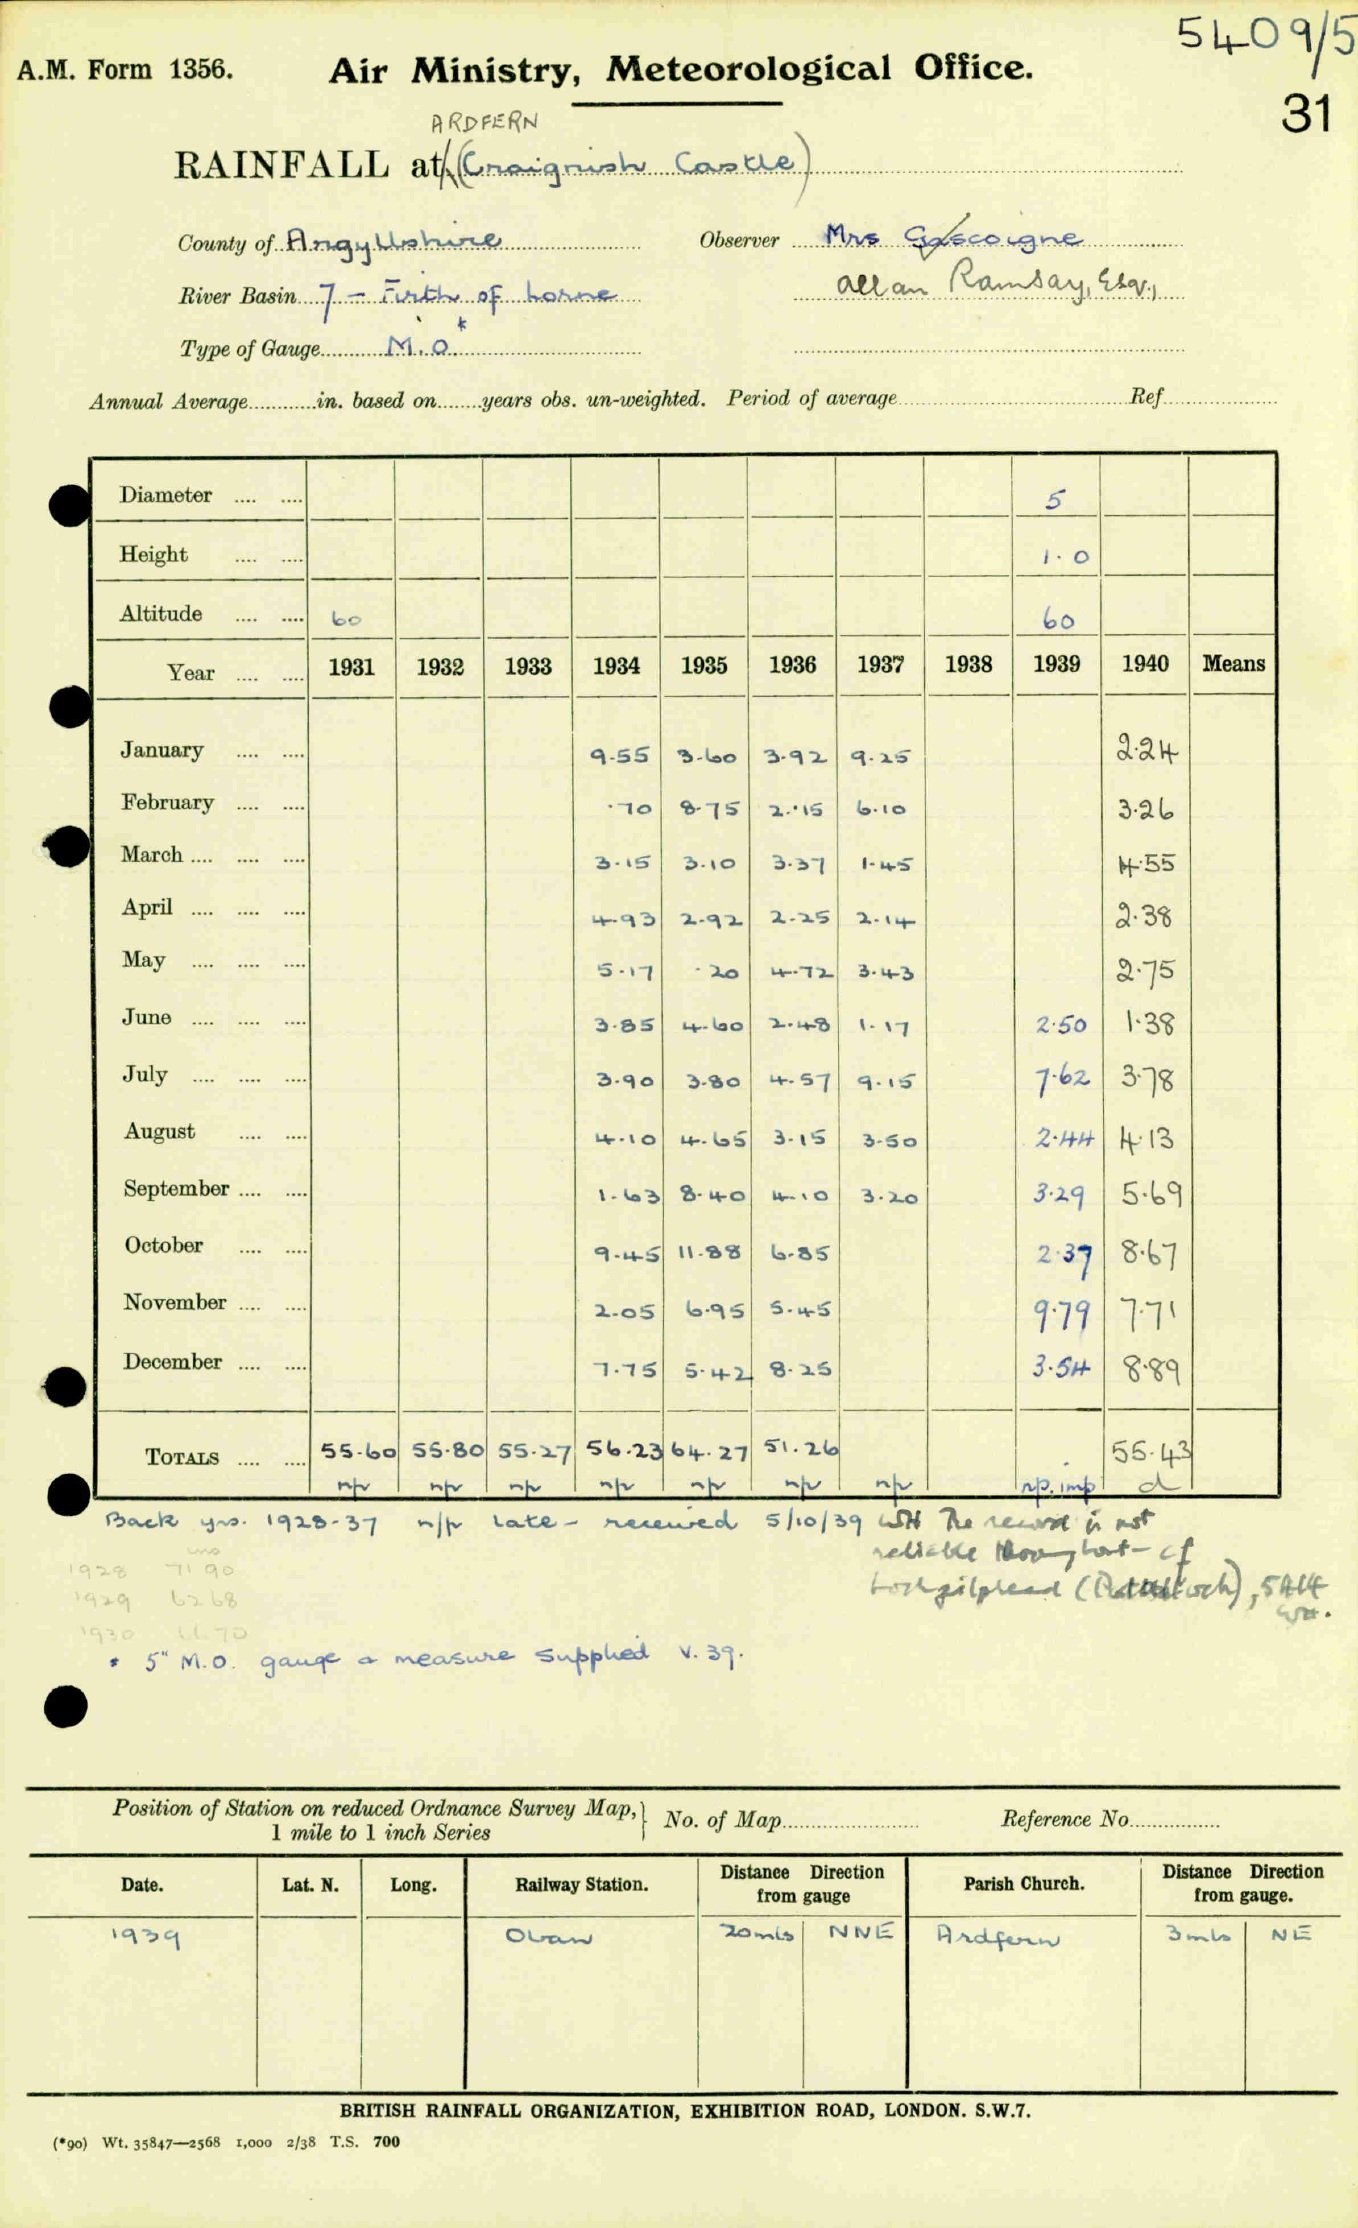 5409/5
A.M. Form 1356. Air Ministry, Meteorological Office.
31
ARDFERN
RAINFALL at (Craignish Castle)
County of Argyllshire Observer Mrs Gascoigne
River Basin 7 - Firth of Lorne Allan Ramsay, Esq.,
Type of Gauge M.O.*
Annual Average............in. based on........years obs. un-weighted. Period of average Ref
Diameter .... .... 5
Height .... .... 1.0
Altitude .... .... 60 60
Year .... .... 1931 1932 1933 1934 1935 1936 1937 1938 1939 1940 Means
January .... .... 9.55 3.60 3.92 9.25 2.24
February .... .... .70 8.75 2.15 6.10 3.26
March .... .... .... 3.15 3.10 3.37 1.45 4.55
April .... .... .... 4.93 2.92 2.25 2.14 2.38
May .... .... .... 5.17 .20 4.72 3.43 2.75
June .... .... .... 3.85 4.60 2.48 1.17 2.50 1.38
July .... .... .... 3.90 3.80 4.57 9.15 7.62 3.78
August .... .... 4.10 4.65 3.15 3.50 2.44 4.13
September .... .... 1.63 8.40 4.10 3.20 3.29 5.69
October .... .... 9.45 11.88 6.85 2.37 8.67
November .... .... 2.05 6.95 5.45 9.79 7.71
December .... .... 7.75 5.42 8.25 3.54 8.89
TOTALS .... .... 55.60 55.80 55.27 56.23 64.27 51.26 55.43
n/p n/p n/p n/p n/p n/p n/p n/p. imp d
Back yrs. 1928-37 n/p late - received 5/10/39 The record is not
reliable throughout - cf
Lochgilphead (Poltalloch), 5414
ins
1928 71 90
1929 62 68
1930 70
* 5" M.O. gauge & measure supplied V.39.
Position of Station on reduced Ordnance Survey Map, No. of Map Reference No
1 mile to 1 inch Series
Date. Lat. N. Long. Railway Station. Distance Direction from gauge Parish Church. Distance Direction from gauge.
1939 Oban 20mls NNE Ardfern 3mls NE
BRITISH RAINFALL ORGANIZATION, EXHIBITION ROAD, LONDON. S.W.7.
(*90) Wt. 35847—2568 1,000 2/38 T.S. 700